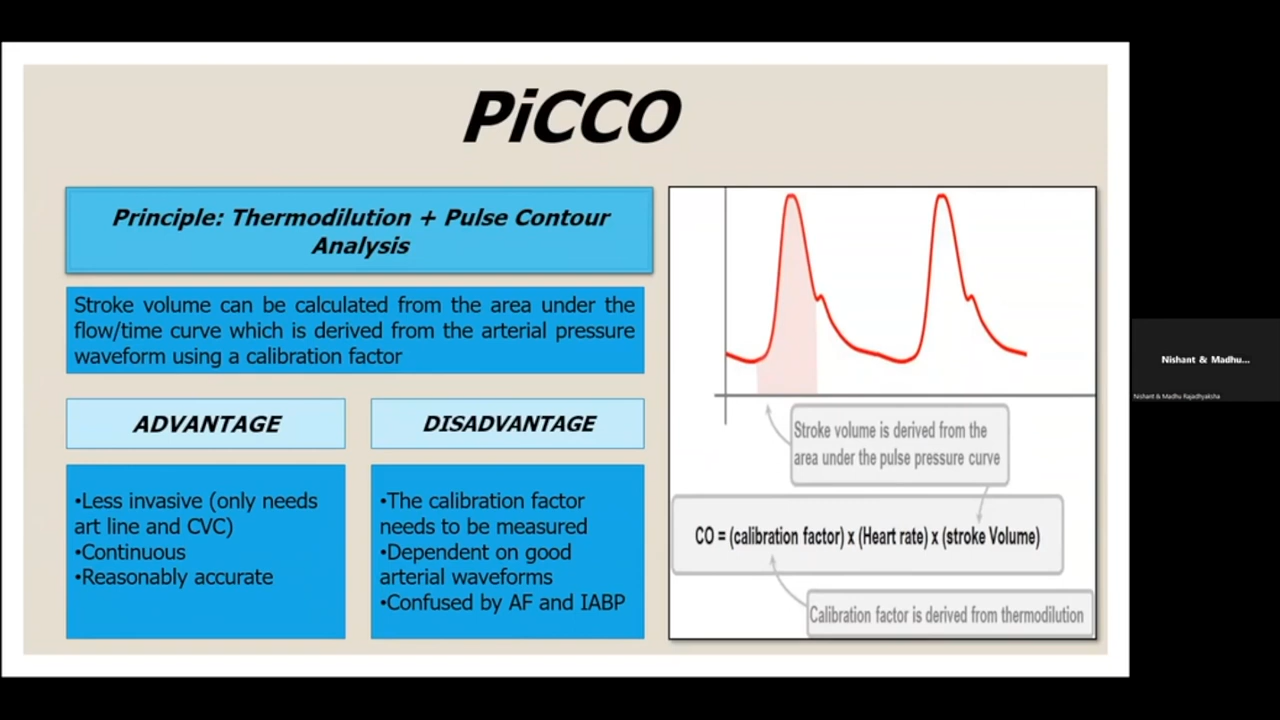 PiCCO
Principle: Thermodilution + Pulse Contour
Analysis
Stroke volume can be calculated from the area under the
flow/time curve which is derived from the arterial pressure
waveform using a calibration factor
ADVANTAGE
•Less invasive (only needs
art line and CVC)
•Continuous
•Reasonably accurate
DISADVANTAGE
•The calibration factor
needs to be measured
•Dependent on good
arterial waveforms
•Confused by AF and IABP
Stroke volume is derived from the
area under the pulse pressure curve
CO = (calibration factor) x (Heart rate) x (stroke Volume)
Calibration factor is derived from thermodilution
Nishant & Madhu...
Nishant & Madhu Rajadhyaksha